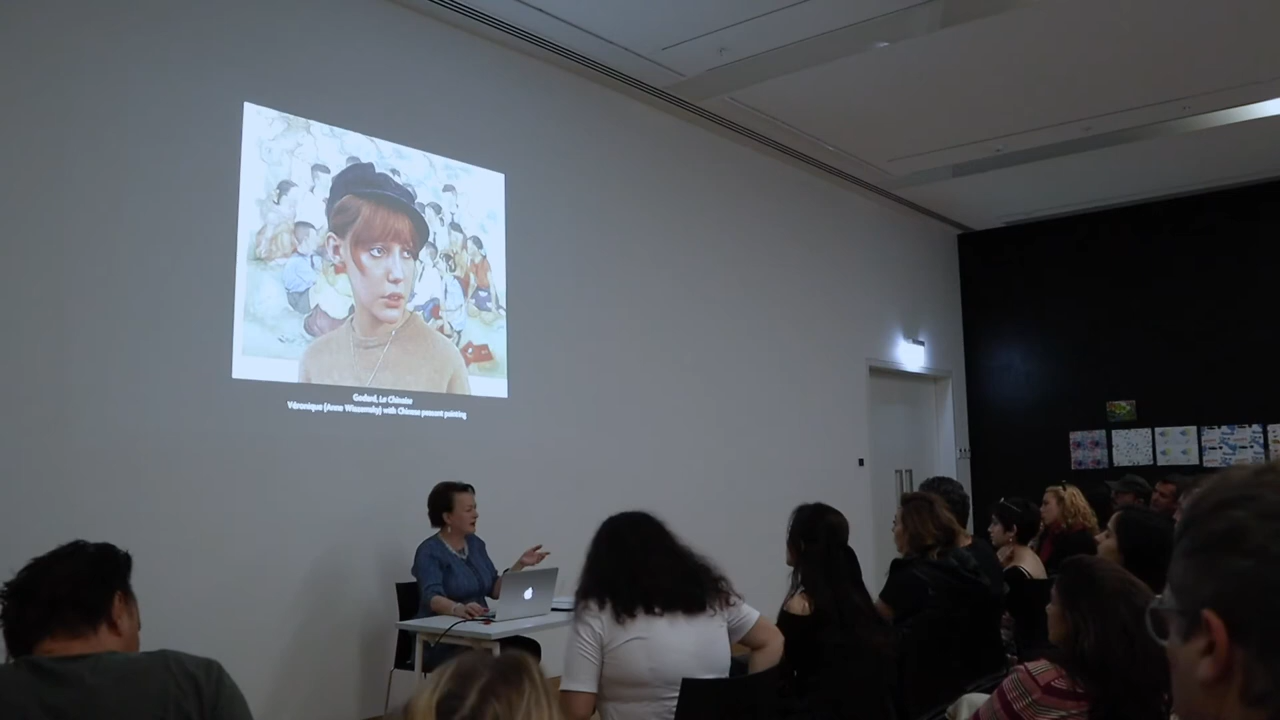 Godard, La Chinoise
Véronique (Anne Wiazemsky) with Chinese peasant painting